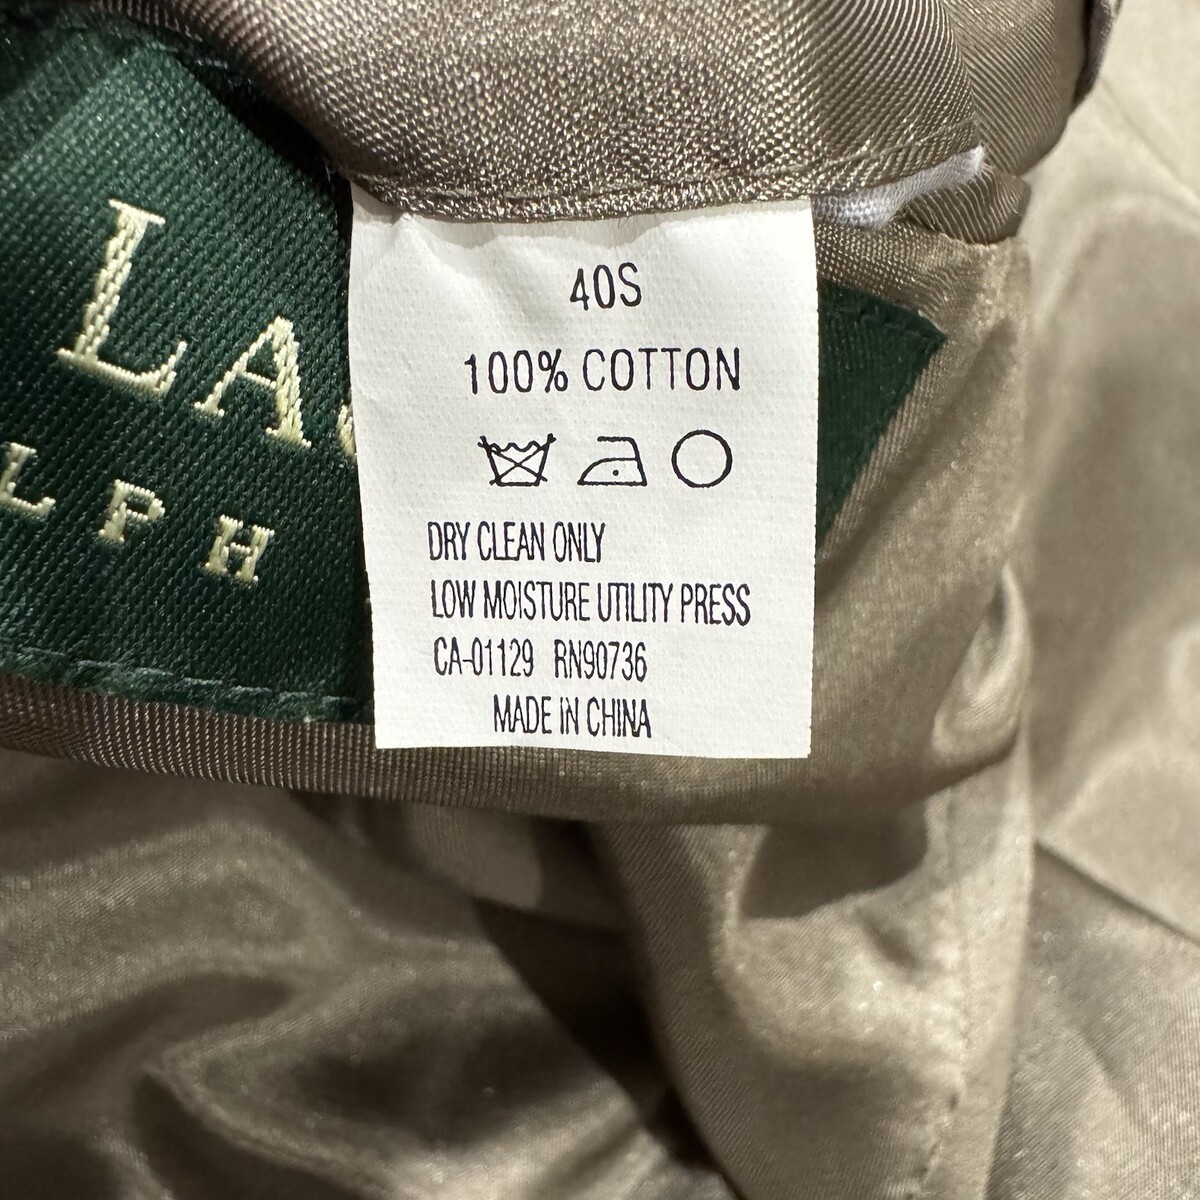 LA
LPH
40S
100% COTTON
DRY CLEAN ONLY
LOW MOISTURE UTILITY PRESS
CA-01129 RN90736
MADE IN CHINA